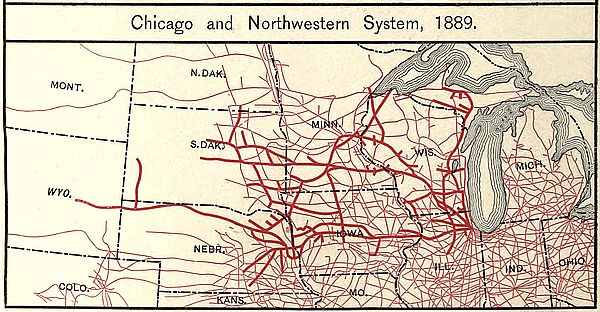 Chicago and Northwestern System, 1889.
MONT.
N.DAK.
MINN.
S.DAK.
WIS.
MICH.
WYO.
IOWA
NEBR.
ILL.
IND.
OHIO
COLO.
KANS.
MO.